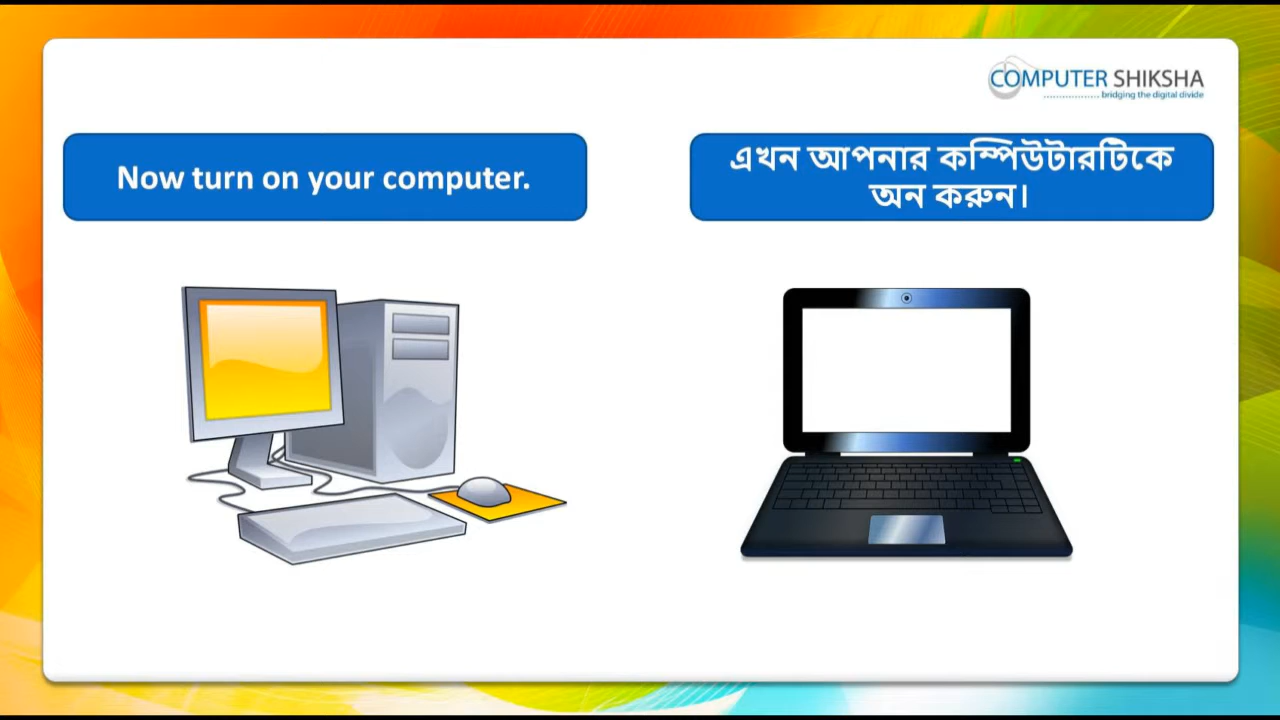 COMPUTER SHIKSHA
bridging the digital divide
Now turn on your computer.
এখন আপনার কম্পিউটারটিকে
অন করুন।